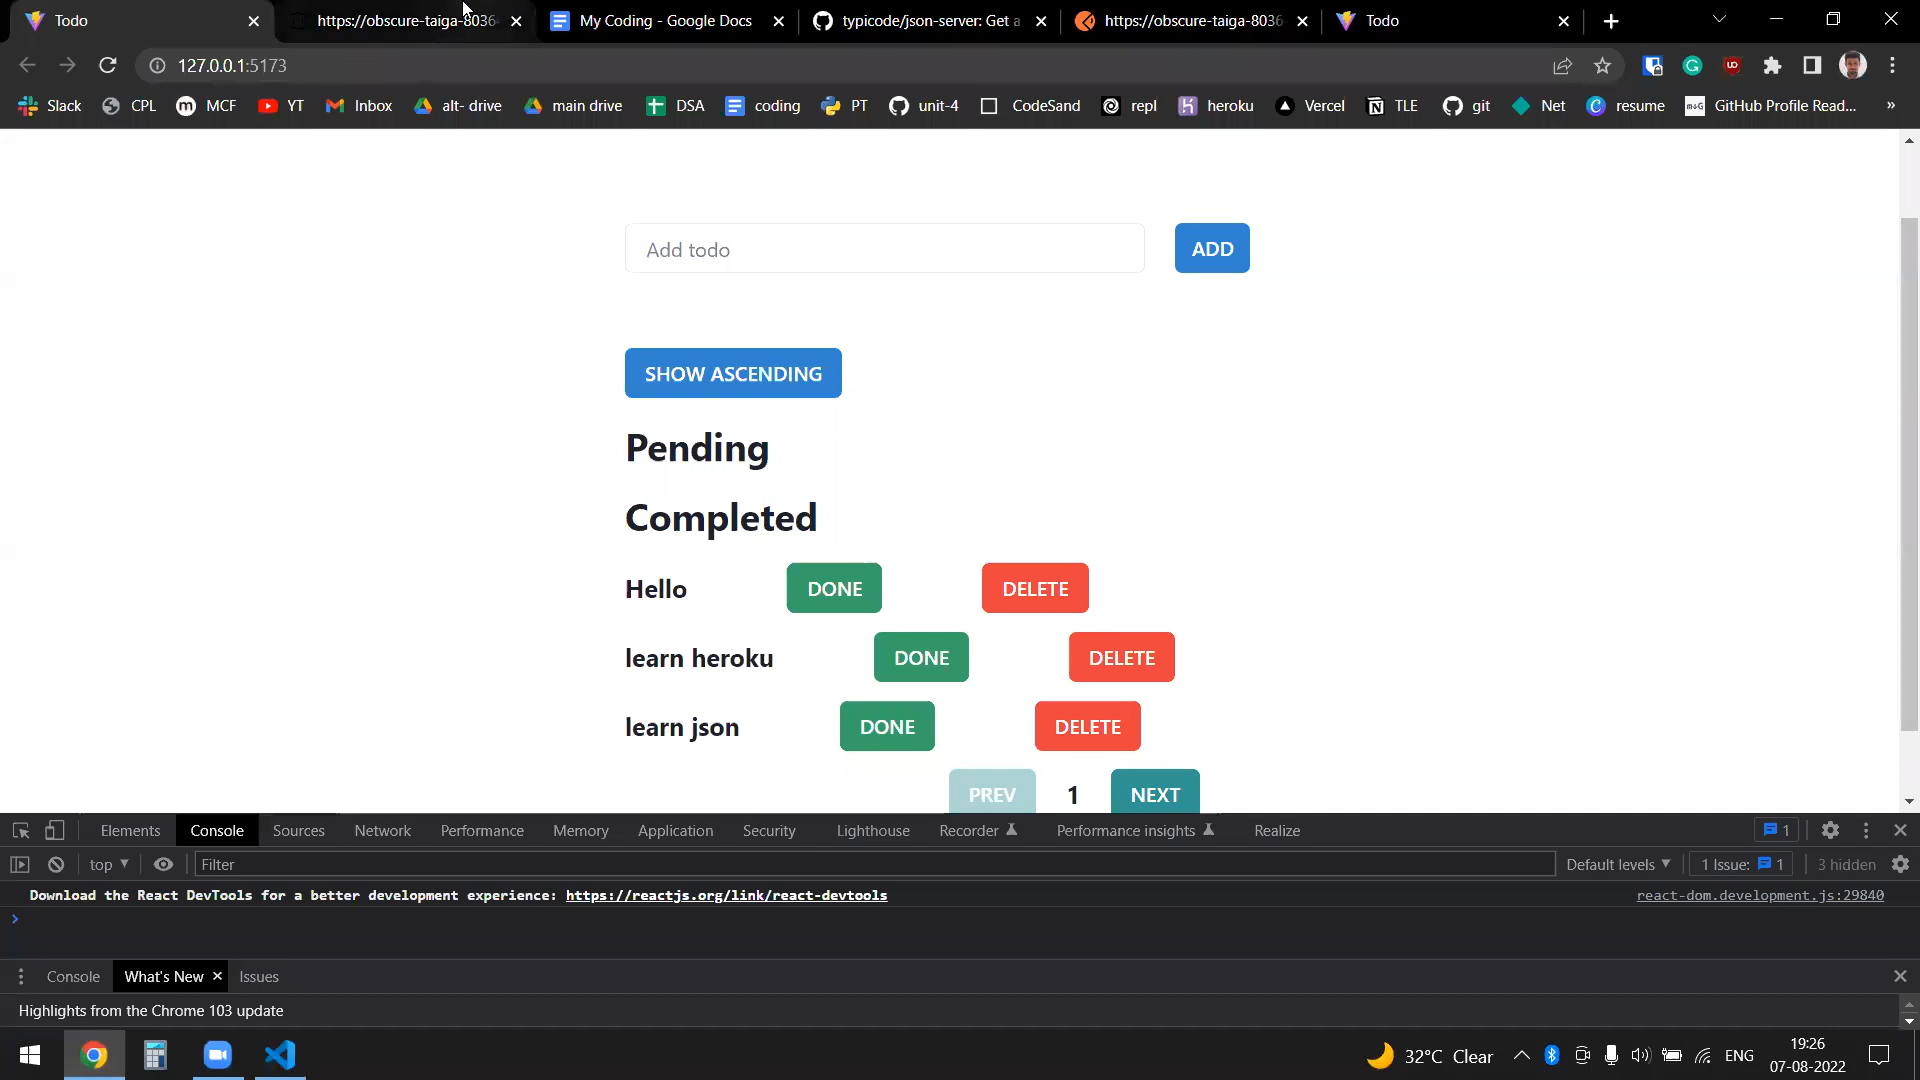 Todo
https://obscure-taiga-8036
My Coding - Google Docs
typicode/json-server: Get a
https://obscure-taiga-8036
Todo
127.0.0.1:5173
Slack
CPL
MCF
YT
Inbox
alt- drive
main drive
DSA
coding
PT
unit-4
CodeSand
repl
heroku
Vercel
TLE
git
Net
resume
GitHub Profile Read...
»
Add todo
ADD
SHOW ASCENDING
Pending
Completed
Hello DONE DELETE
learn heroku DONE DELETE
learn json DONE DELETE
PREV 1 NEXT
Elements Console Sources Network Performance Memory Application Security Lighthouse Recorder Performance insights Realize 1
top Filter Default levels 1 Issue: 1 3 hidden
Download the React DevTools for a better development experience: https://reactjs.org/link/react-devtools react-dom.development.js:29840
Console What's New Issues
Highlights from the Chrome 103 update
32°C Clear ENG
19:26
07-08-2022